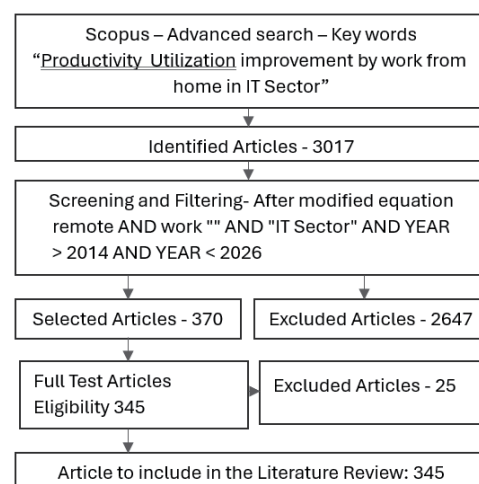 Scopus – Advanced search – Key words
“Productivity Utilization improvement by work from
home in IT Sector”
Identified Articles - 3017
Screening and Filtering- After modified equation
remote AND work "" AND "IT Sector" AND YEAR
> 2014 AND YEAR < 2026
Selected Articles - 370
Excluded Articles - 2647
Full Test Articles
Eligibility 345
Excluded Articles - 25
Article to include in the Literature Review: 345